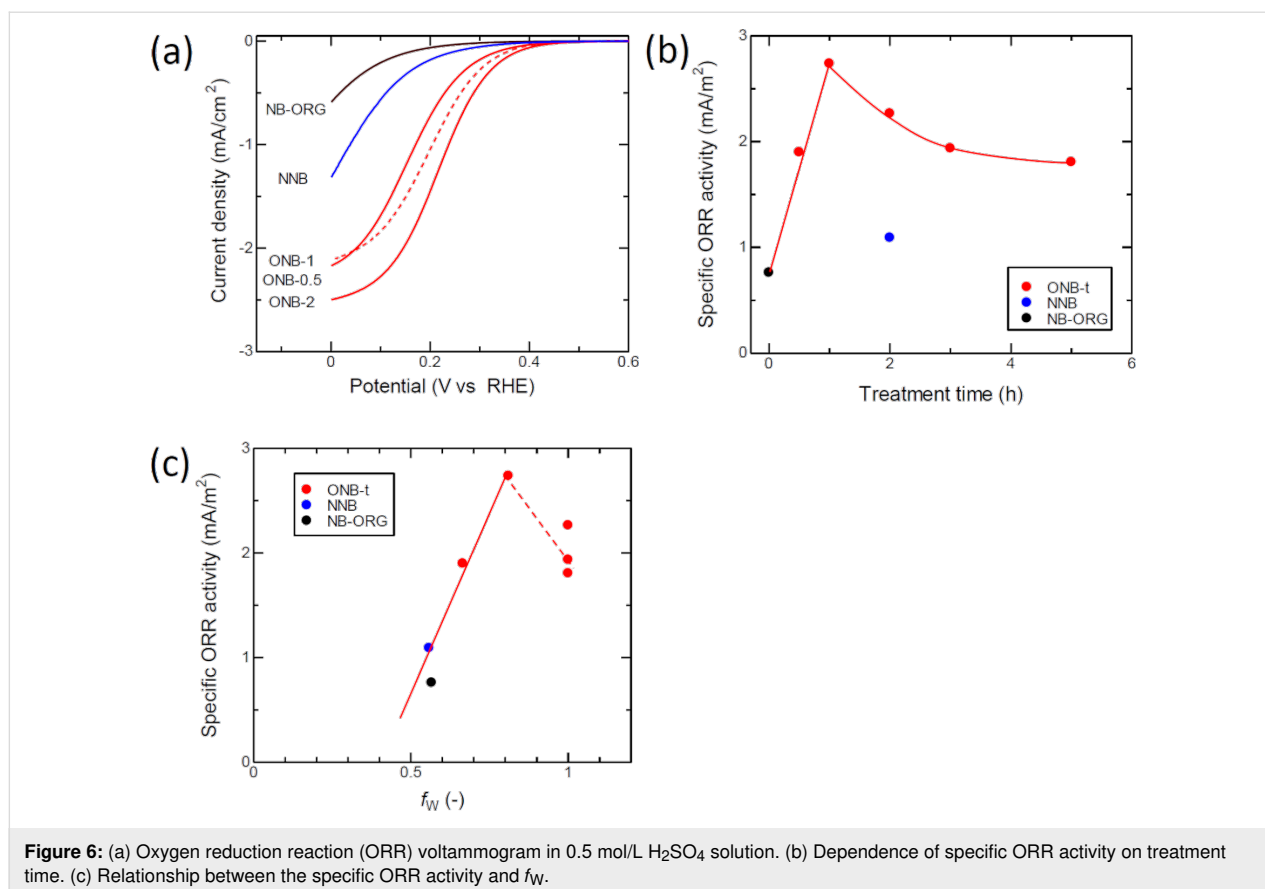 (a)
0
-1
-2
-3
Current density (mA/cm²)
NB-ORG
NNB
ONB-1
ONB-0.5
ONB-2
0
0.2
0.4
0.6
Potential (V vs RHE)
(b)
3
2
1
0
Specific ORR activity (mA/m²)
ONB-t
NNB
NB-ORG
0
2
4
6
Treatment time (h)
(c)
3
2
1
0
Specific ORR activity (mA/m²)
ONB-t
NNB
NB-ORG
0
0.5
1
fW (-)
Figure 6: (a) Oxygen reduction reaction (ORR) voltammogram in 0.5 mol/L H₂SO₄ solution. (b) Dependence of specific ORR activity on treatment
time. (c) Relationship between the specific ORR activity and fW.